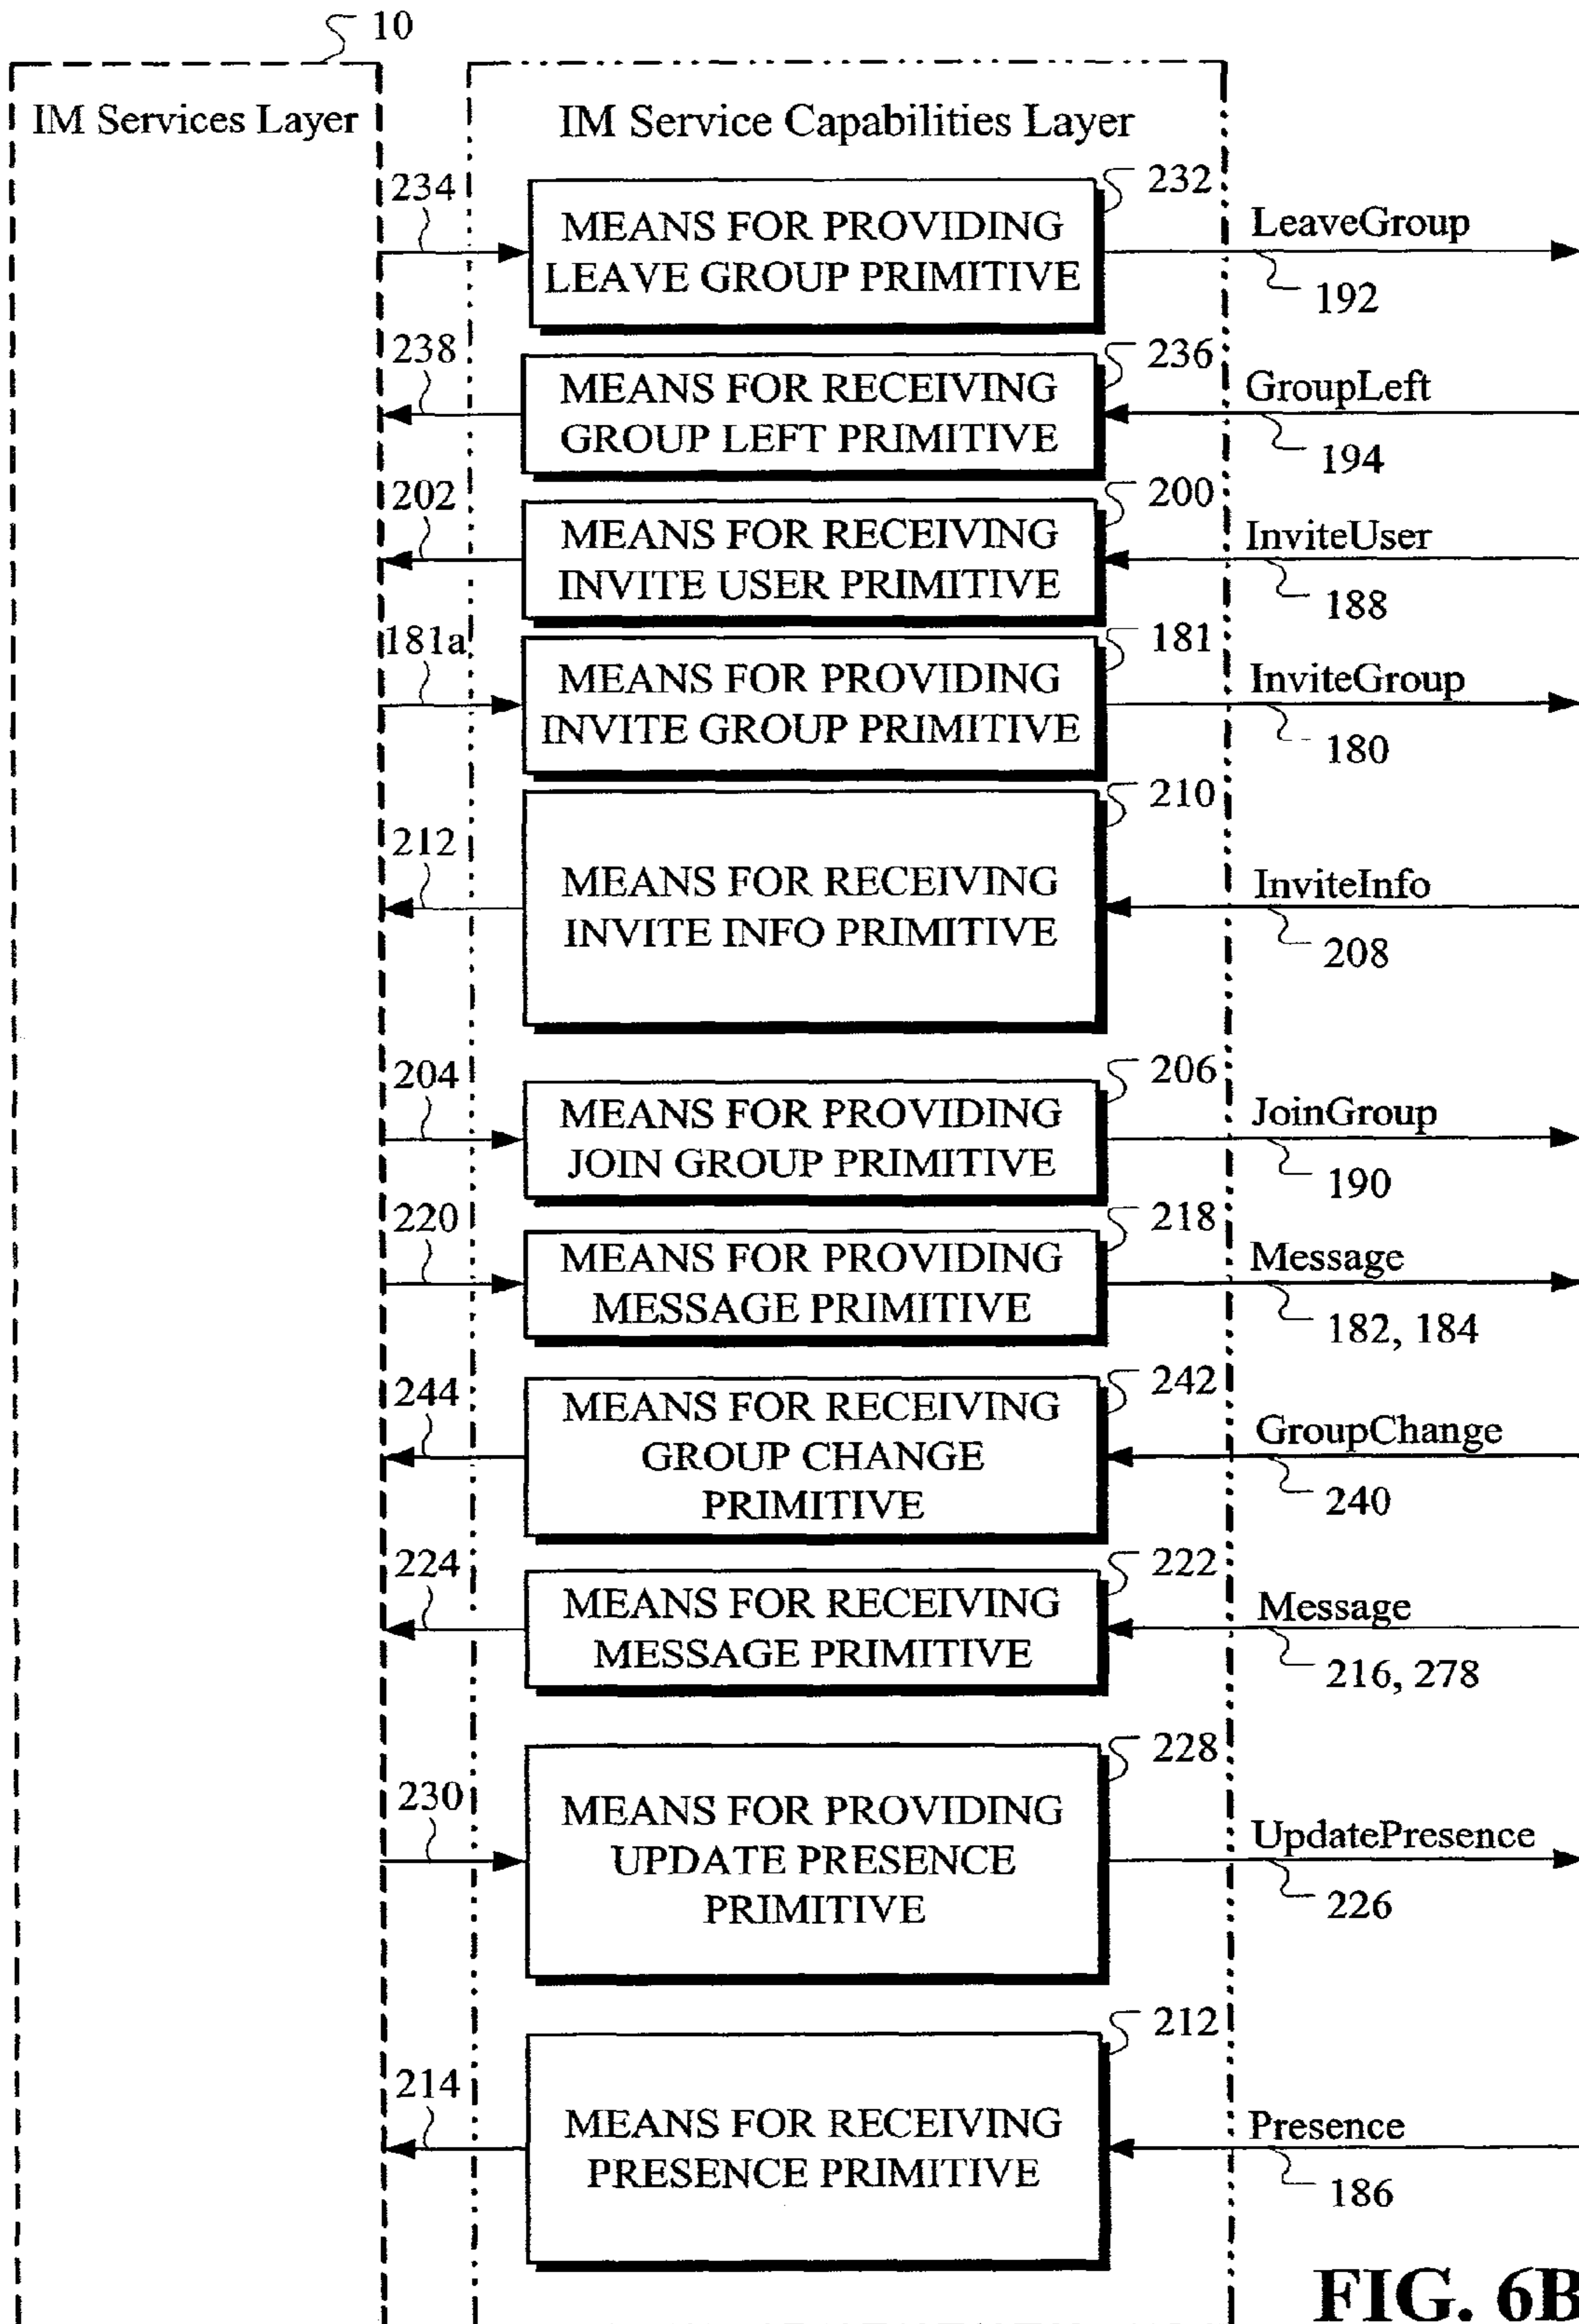 10
IM Services Layer
IM Service Capabilities Layer
234
232
MEANS FOR PROVIDING
LEAVE GROUP PRIMITIVE
LeaveGroup
192
238
236
MEANS FOR RECEIVING
GROUP LEFT PRIMITIVE
GroupLeft
194
202
200
MEANS FOR RECEIVING
INVITE USER PRIMITIVE
InviteUser
188
181a
181
MEANS FOR PROVIDING
INVITE GROUP PRIMITIVE
InviteGroup
180
212
210
MEANS FOR RECEIVING
INVITE INFO PRIMITIVE
InviteInfo
208
204
206
MEANS FOR PROVIDING
JOIN GROUP PRIMITIVE
JoinGroup
190
220
218
MEANS FOR PROVIDING
MESSAGE PRIMITIVE
Message
182, 184
244
242
MEANS FOR RECEIVING
GROUP CHANGE
PRIMITIVE
GroupChange
240
224
222
MEANS FOR RECEIVING
MESSAGE PRIMITIVE
Message
216, 278
230
228
MEANS FOR PROVIDING
UPDATE PRESENCE
PRIMITIVE
UpdatePresence
226
214
212
MEANS FOR RECEIVING
PRESENCE PRIMITIVE
Presence
186
FIG. 6B